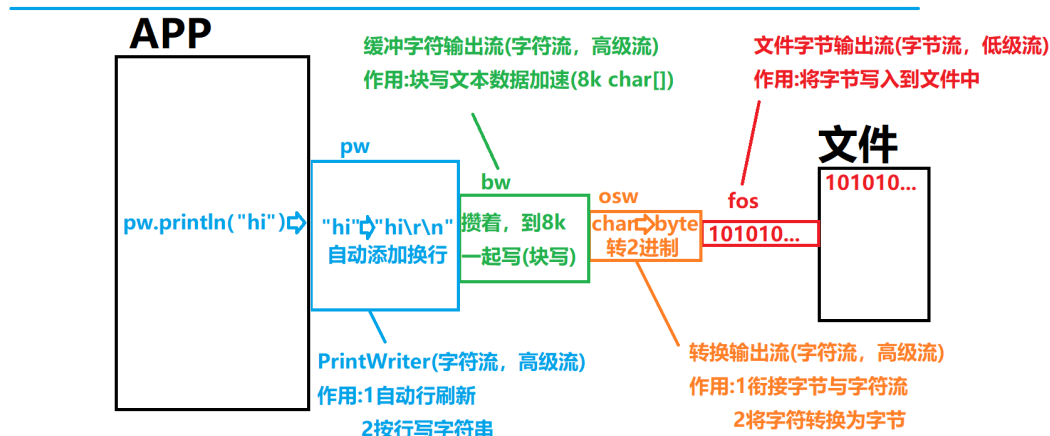 APP
缓冲字符输出流(字符流，高级流)
作用:块写文本数据加速(8k char[])
文件字节输出流(字节流，低级流)
作用:将字节写入到文件中
文件
101010...
pw
bw
osw
fos
pw.println("hi")
"hi" "hi\r\n"
自动添加换行
攒着，到8k
一起写(块写)
char byte
转2进制
101010...
PrintWriter(字符流，高级流)
作用:1自动行刷新
2按行写字符串
转换输出流(字符流，高级流)
作用:1衔接字节与字符流
2将字符转换为字节